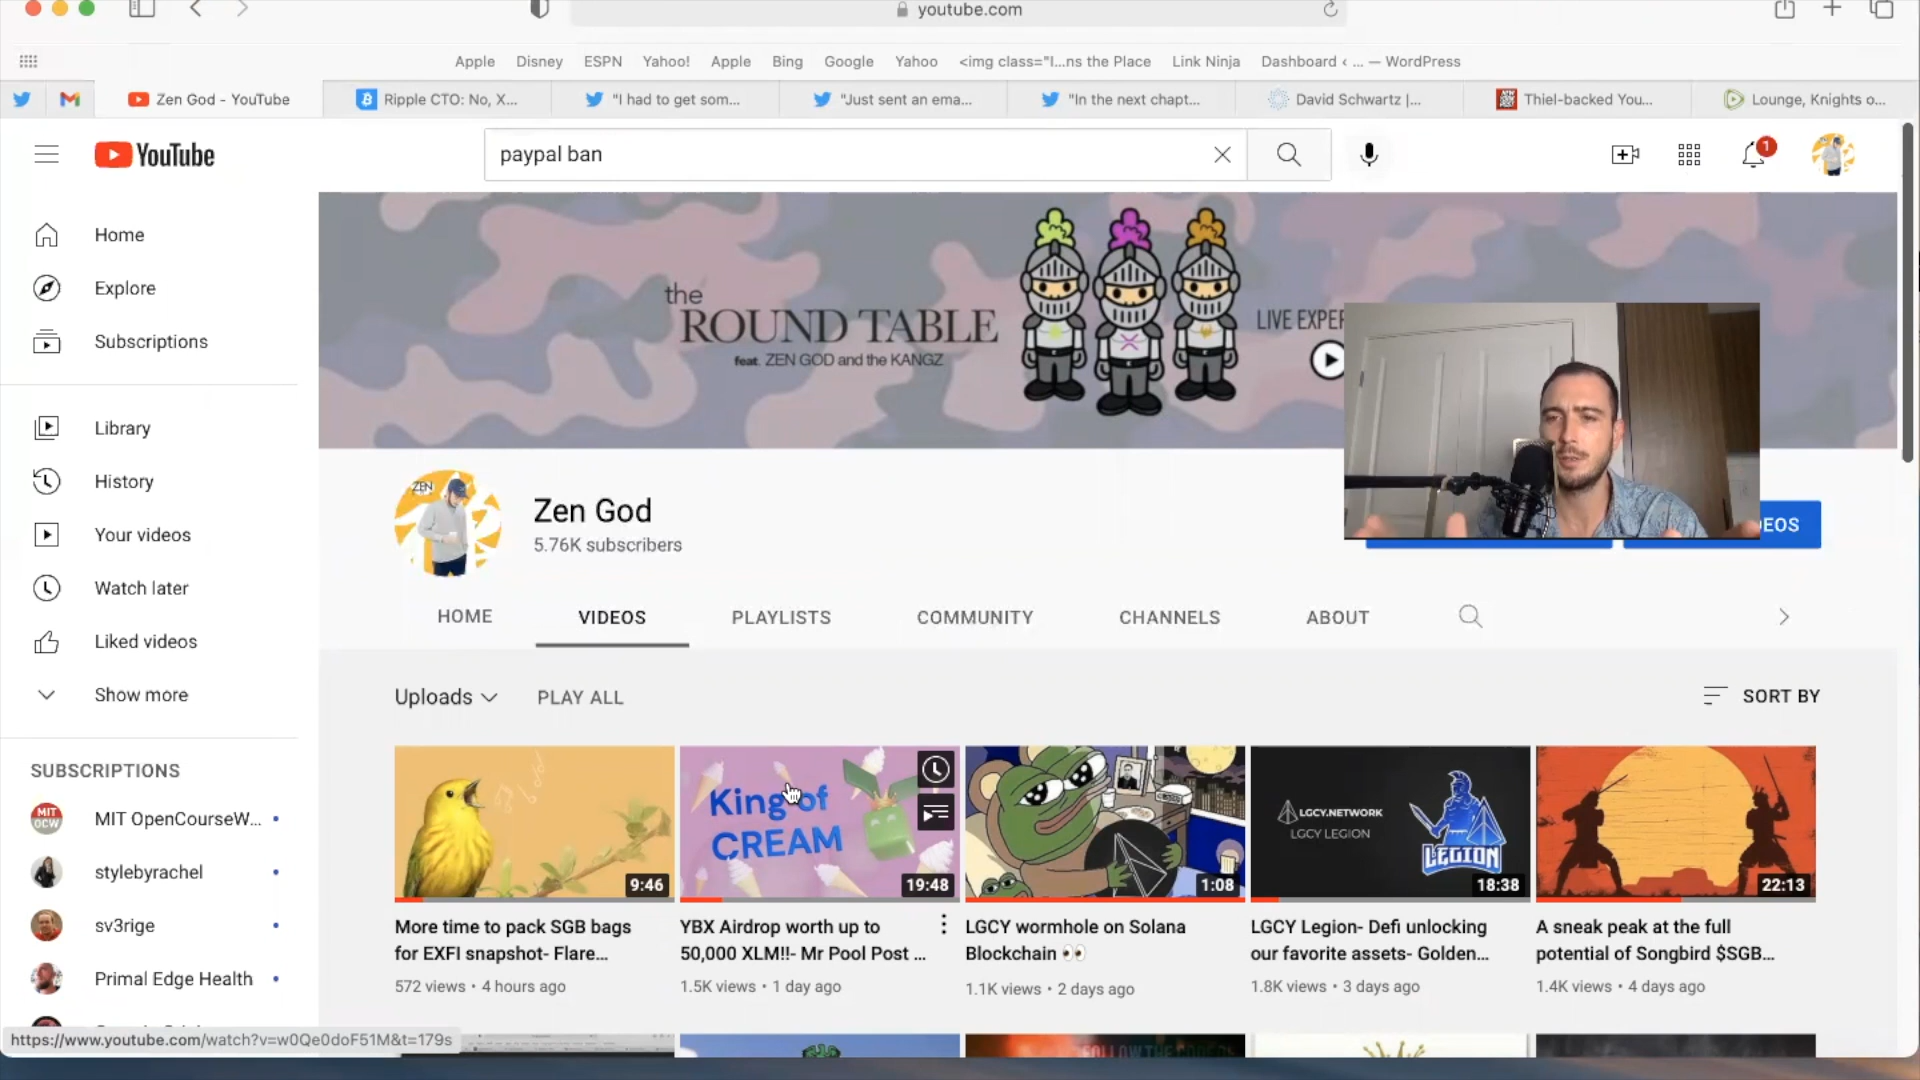 youtube.com
Apple
Disney
ESPN
Yahoo!
Apple
Bing
Google
Yahoo
<img class="I...ns the Place
Link Ninja
Dashboard ‹ ... — WordPress
Zen God - YouTube
Ripple CTO: No, X...
"I had to get som...
"Just sent an ema...
"In the next chapt...
David Schwartz |...
Thiel-backed You...
Lounge, Knights o...
YouTube
paypal ban
1
Home
Explore
Subscriptions
Library
History
Your videos
Watch later
Liked videos
Show more
SUBSCRIPTIONS
MIT OCW
MIT OpenCourseW...
stylebyrachel
sv3rige
Primal Edge Health
https://www.youtube.com/watch?v=w0Qe0doF51M&t=179s
the
ROUND TABLE
feat. ZEN GOD and the KANGZ
LIVE EXPER
ZEN
Zen God
5.76K subscribers
EOS
HOME
VIDEOS
PLAYLISTS
COMMUNITY
CHANNELS
ABOUT
Uploads
PLAY ALL
SORT BY
9:46
More time to pack SGB bags
for EXFI snapshot- Flare...
572 views • 4 hours ago
King of
CREAM
19:48
YBX Airdrop worth up to
50,000 XLM!!- Mr Pool Post ...
1.5K views • 1 day ago
1:08
LGCY wormhole on Solana
Blockchain 👀
1.1K views • 2 days ago
LGCY.NETWORK
LGCY LEGION
LEGION
18:38
LGCY Legion- Defi unlocking
our favorite assets- Golden...
1.8K views • 3 days ago
22:13
A sneak peak at the full
potential of Songbird $SGB...
1.4K views • 4 days ago